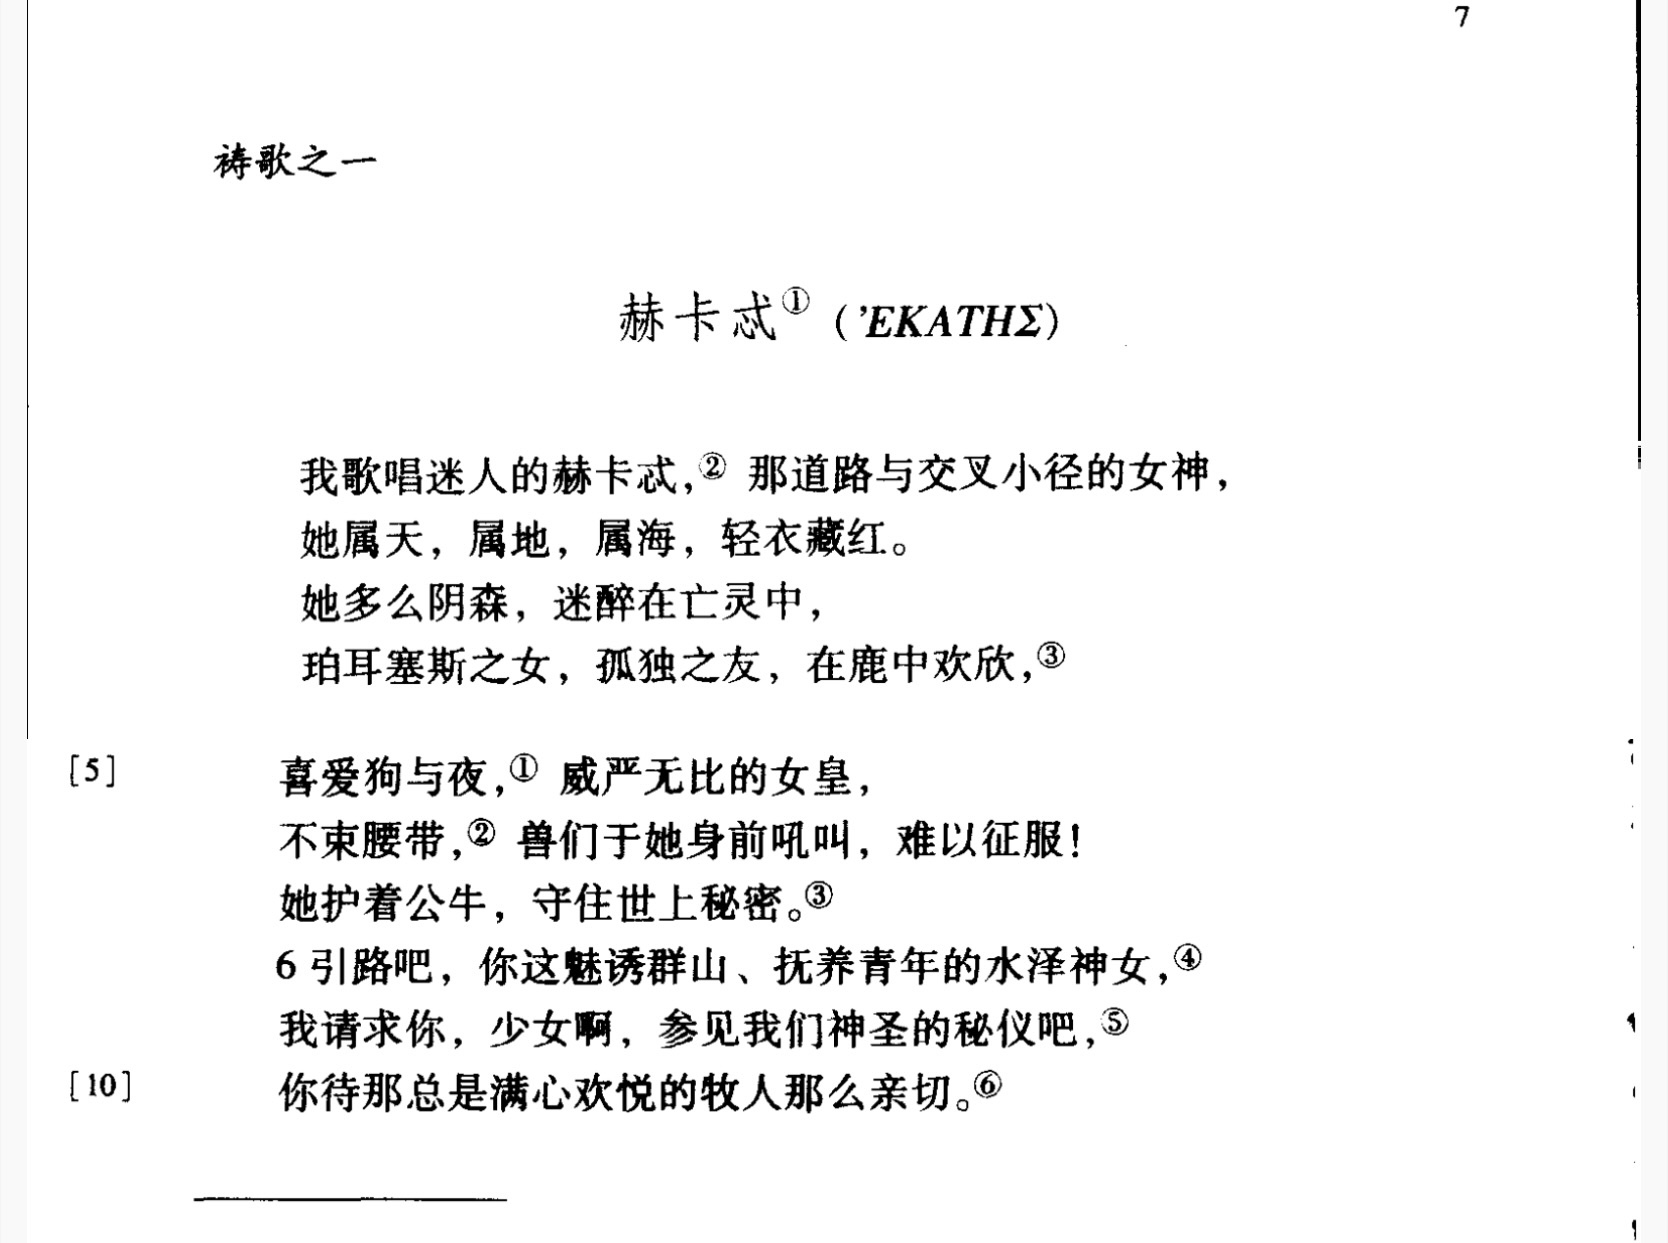 7
祷歌之一
赫卡忒① (’ΕΚΑΤΗΣ)
我歌唱迷人的赫卡忒,② 那道路与交叉小径的女神，
她属天，属地，属海，轻衣藏红。
她多么阴森，迷醉在亡灵中，
珀耳塞斯之女，孤独之友，在鹿中欢欣,③
[5] 喜爱狗与夜,① 威严无比的女皇，
不束腰带,② 兽们于她身前吼叫，难以征服！
她护着公牛，守住世上秘密。③
6 引路吧，你这魅诱群山、抚养青年的水泽神女,④
我请求你，少女啊，参见我们神圣的秘仪吧,⑤
[10] 你待那总是满心欢悦的牧人那么亲切。⑥